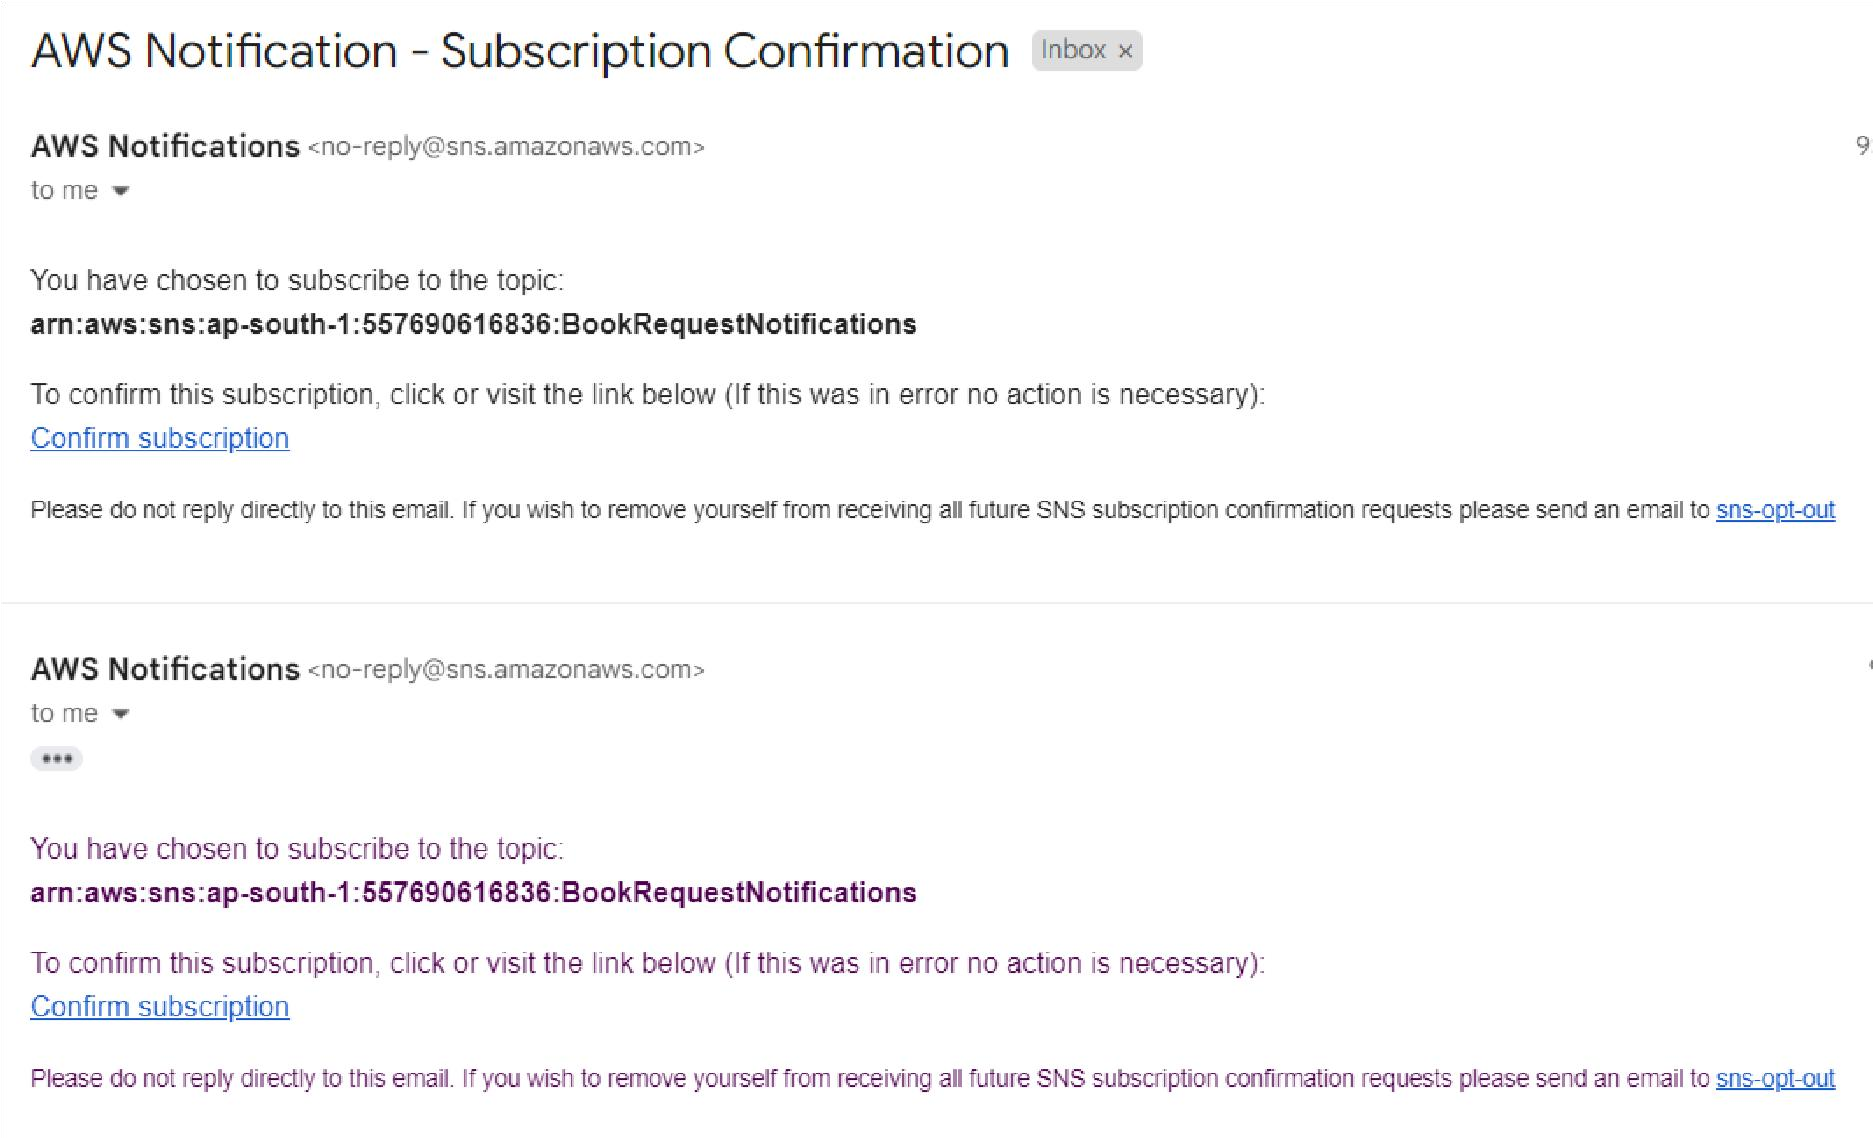 AWS Notification - Subscription Confirmation Inbox ×
AWS Notifications <no-reply@sns.amazonaws.com> 9
to me
You have chosen to subscribe to the topic:
arn:aws:sns:ap-south-1:557690616836:BookRequestNotifications
To confirm this subscription, click or visit the link below (If this was in error no action is necessary):
Confirm subscription
Please do not reply directly to this email. If you wish to remove yourself from receiving all future SNS subscription confirmation requests please send an email to sns-opt-out
AWS Notifications <no-reply@sns.amazonaws.com>
to me
•••
You have chosen to subscribe to the topic:
arn:aws:sns:ap-south-1:557690616836:BookRequestNotifications
To confirm this subscription, click or visit the link below (If this was in error no action is necessary):
Confirm subscription
Please do not reply directly to this email. If you wish to remove yourself from receiving all future SNS subscription confirmation requests please send an email to sns-opt-out